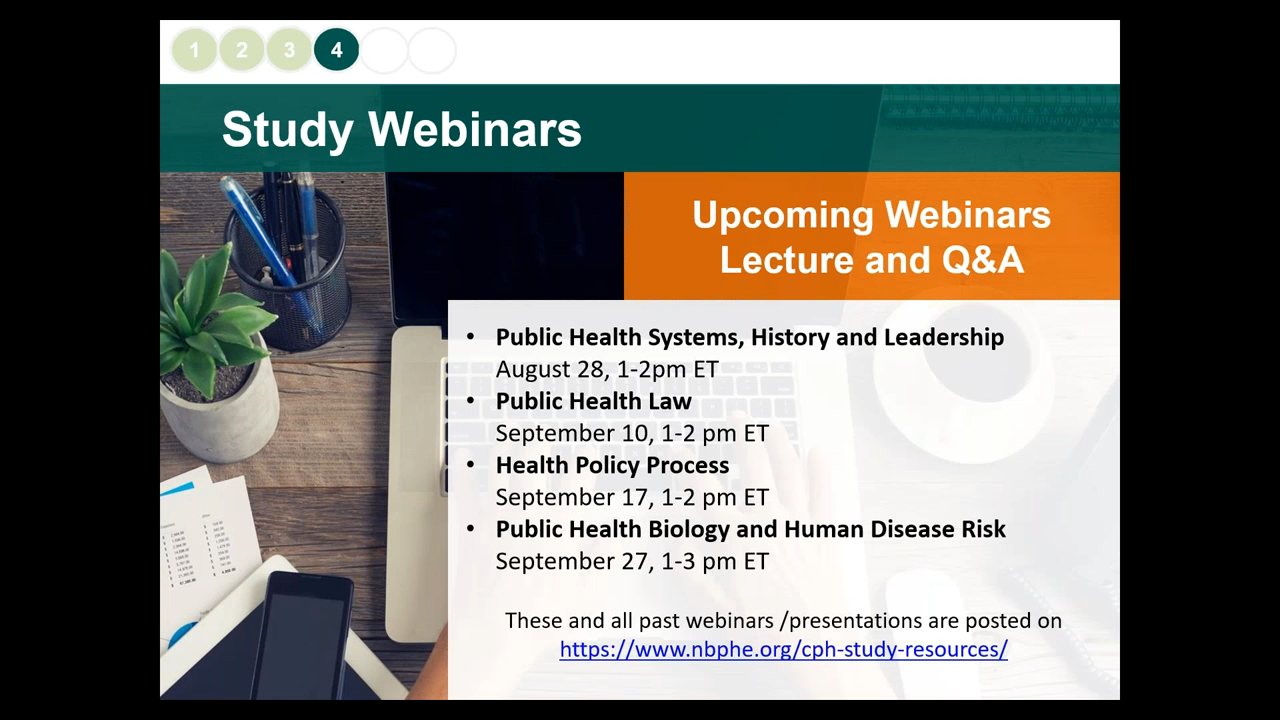 1 2 3 4
Study Webinars
Upcoming Webinars
Lecture and Q&A
• Public Health Systems, History and Leadership
August 28, 1-2pm ET
• Public Health Law
September 10, 1-2 pm ET
• Health Policy Process
September 17, 1-2 pm ET
• Public Health Biology and Human Disease Risk
September 27, 1-3 pm ET
These and all past webinars /presentations are posted on
https://www.nbphe.org/cph-study-resources/